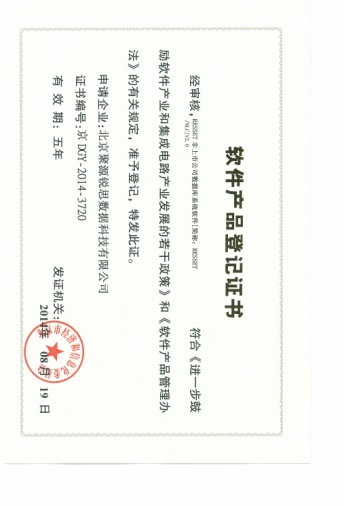 软件产品登记证书
经审核，RESSET非上市公司数据库系统软件[简称：RESSET
/NLC]V2.0
符合《进一步鼓
励软件产业和集成电路产业发展的若干政策》和《软件产品管理办
法》的有关规定，准予登记，特发此证。
申请企业：北京聚源锐思数据科技有限公司
证书编号：京DGY-2014-3720
有 效 期：五年
发证机关：
2014年 08月 19日